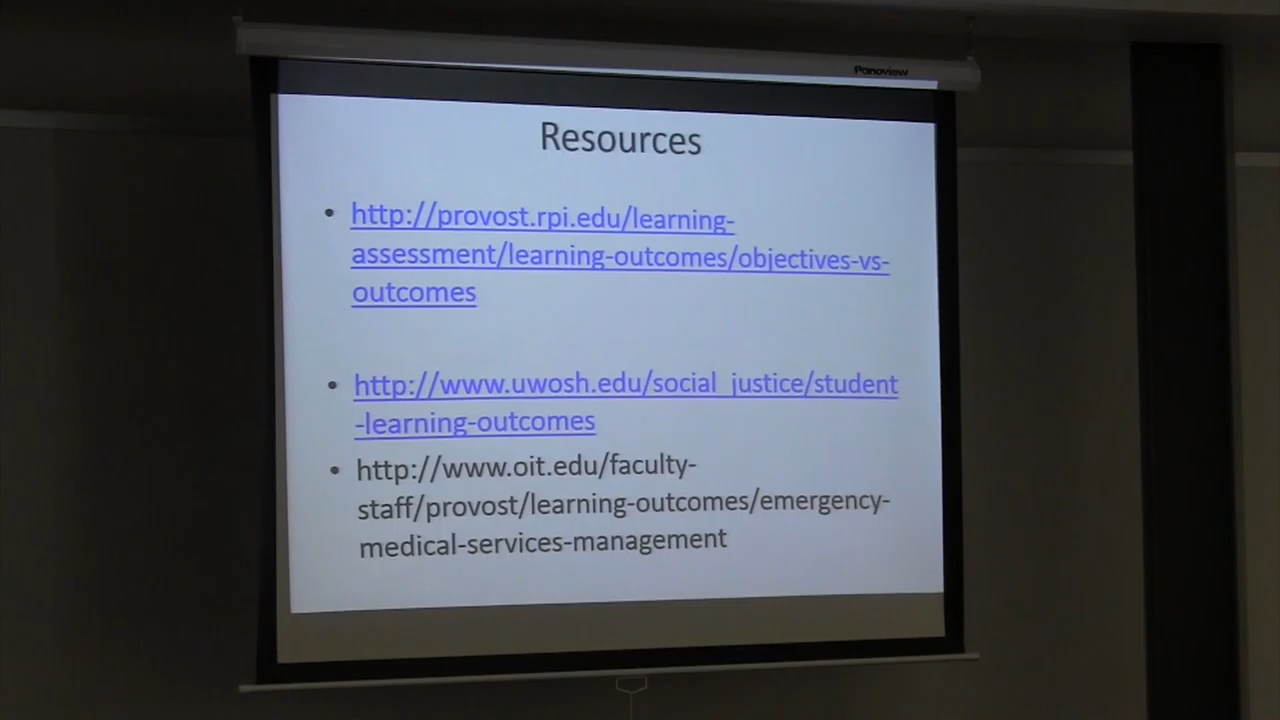 Panaview
Resources
• http://provost.rpi.edu/learning-
assessment/learning-outcomes/objectives-vs-
outcomes
• http://www.uwosh.edu/social_justice/student
-learning-outcomes
• http://www.oit.edu/faculty-
staff/provost/learning-outcomes/emergency-
medical-services-management